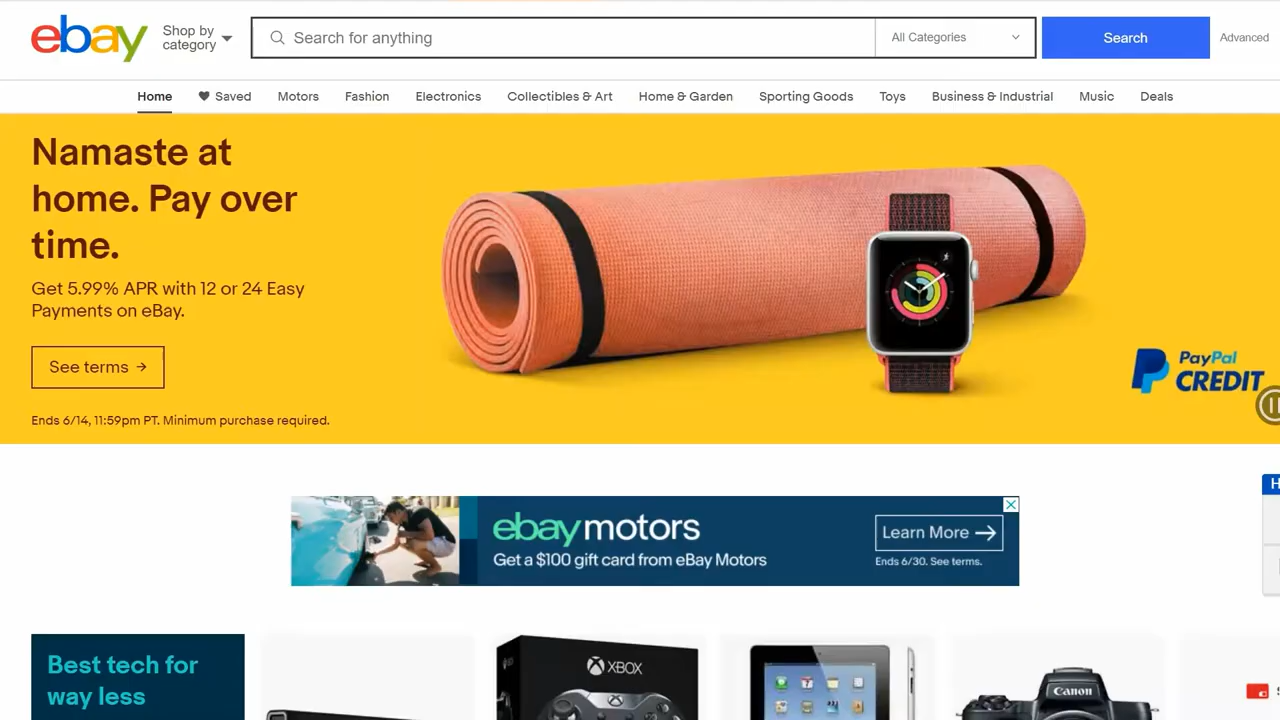 ebay
Shop by
category
Search for anything
All Categories
Search
Advanced
Home
Saved
Motors
Fashion
Electronics
Collectibles & Art
Home & Garden
Sporting Goods
Toys
Business & Industrial
Music
Deals
Namaste at
home. Pay over
time.
Get 5.99% APR with 12 or 24 Easy
Payments on eBay.
See terms →
Ends 6/14, 11:59pm PT. Minimum purchase required.
PayPal
CREDIT
ebay motors
Get a $100 gift card from eBay Motors
Learn More →
Ends 6/30. See terms.
H
Best tech for
way less
XBOX
Canon